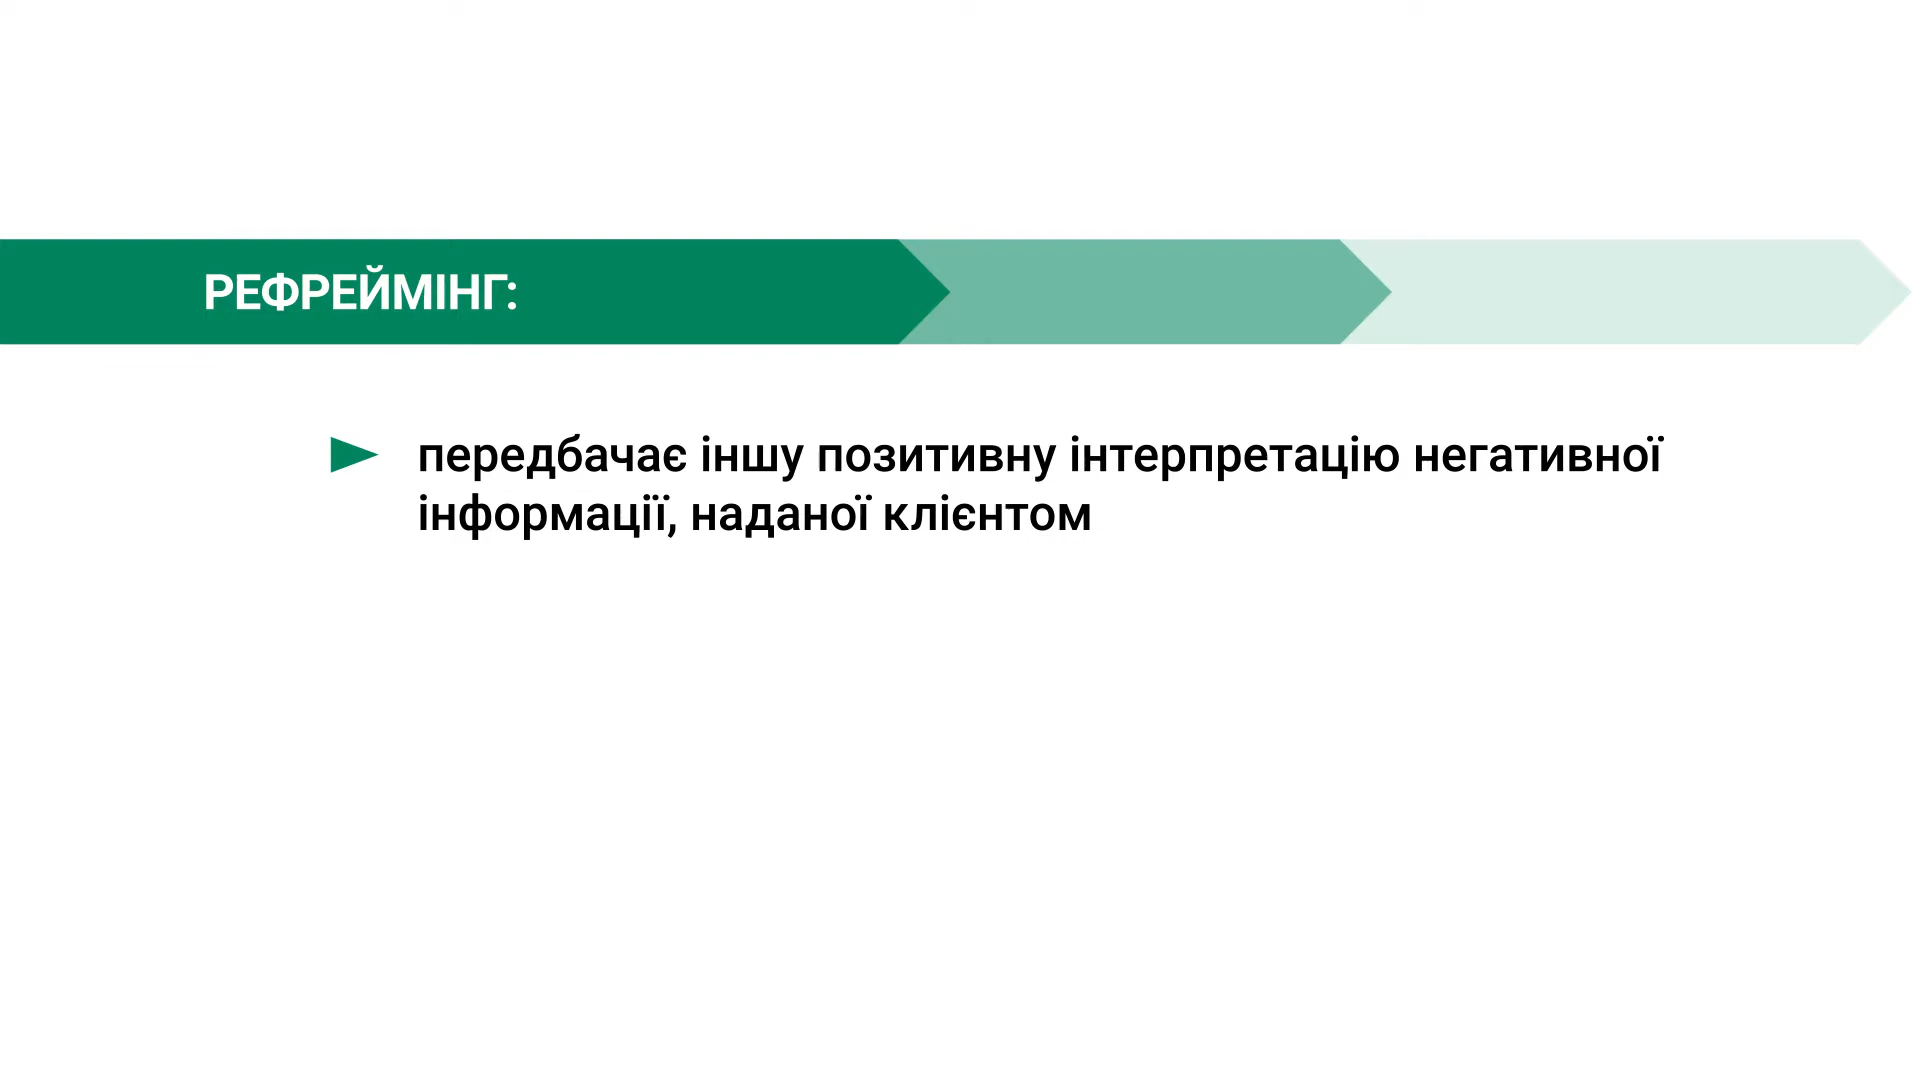 РЕФРЕЙМІНГ:
передбачає іншу позитивну інтерпретацію негативної
інформації, наданої клієнтом